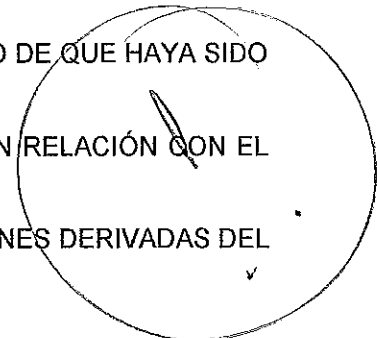 O DE QUE HAYA SIDO
N RELACIÓN CON EL
NES DERIVADAS DEL